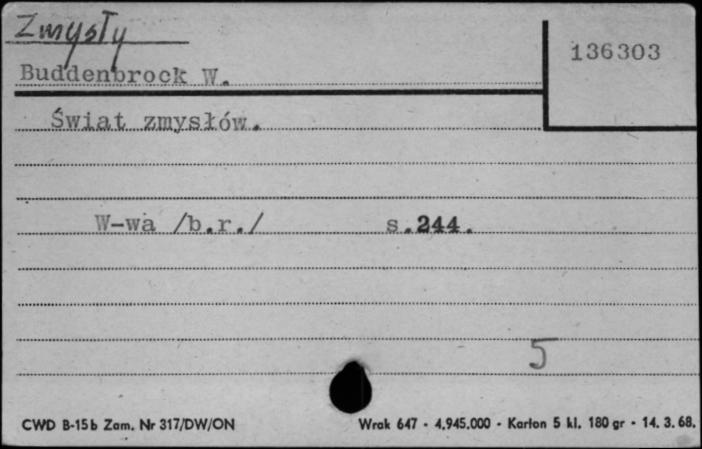 Zmysły
136303
Buddenbrock W.
Świat zmysłów.
W-wa /b.r./ s.244.
5
CWD B-15b Zam. Nr 317/DW/ON Wrak 647 - 4.945.000 - Karton 5 kl. 180 gr - 14. 3. 68.